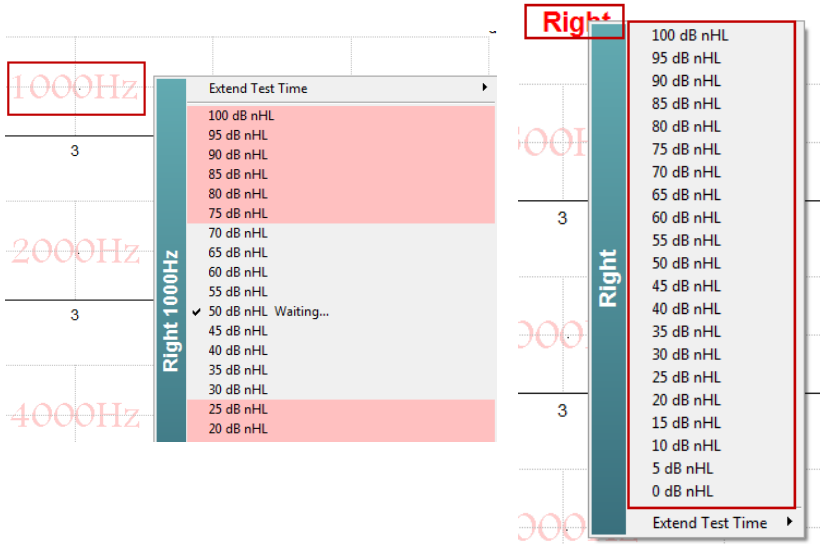 1000Hz
Extend Test Time
100 dB nHL
95 dB nHL
90 dB nHL
85 dB nHL
80 dB nHL
75 dB nHL
70 dB nHL
65 dB nHL
60 dB nHL
55 dB nHL
50 dB nHL Waiting...
45 dB nHL
40 dB nHL
35 dB nHL
30 dB nHL
25 dB nHL
20 dB nHL
Right 1000Hz
3
2000Hz
3
4000Hz
Right
100 dB nHL
95 dB nHL
90 dB nHL
85 dB nHL
80 dB nHL
75 dB nHL
70 dB nHL
65 dB nHL
60 dB nHL
55 dB nHL
50 dB nHL
45 dB nHL
40 dB nHL
35 dB nHL
30 dB nHL
25 dB nHL
20 dB nHL
15 dB nHL
10 dB nHL
5 dB nHL
0 dB nHL
Extend Test Time
Right
3
3